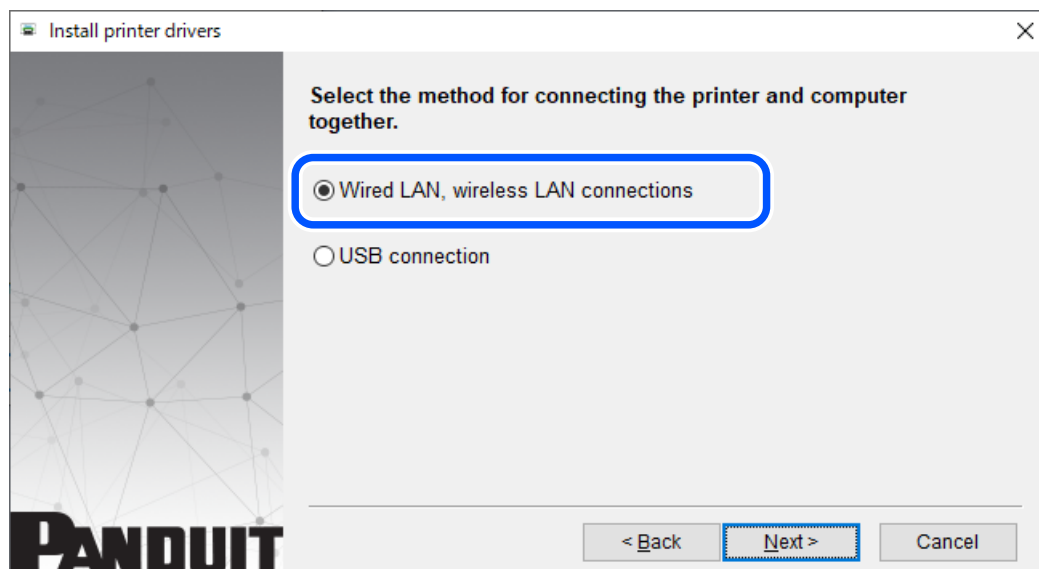 Install printer drivers
Select the method for connecting the printer and computer
together.
Wired LAN, wireless LAN connections
USB connection
PANDUIT
< Back
Next >
Cancel